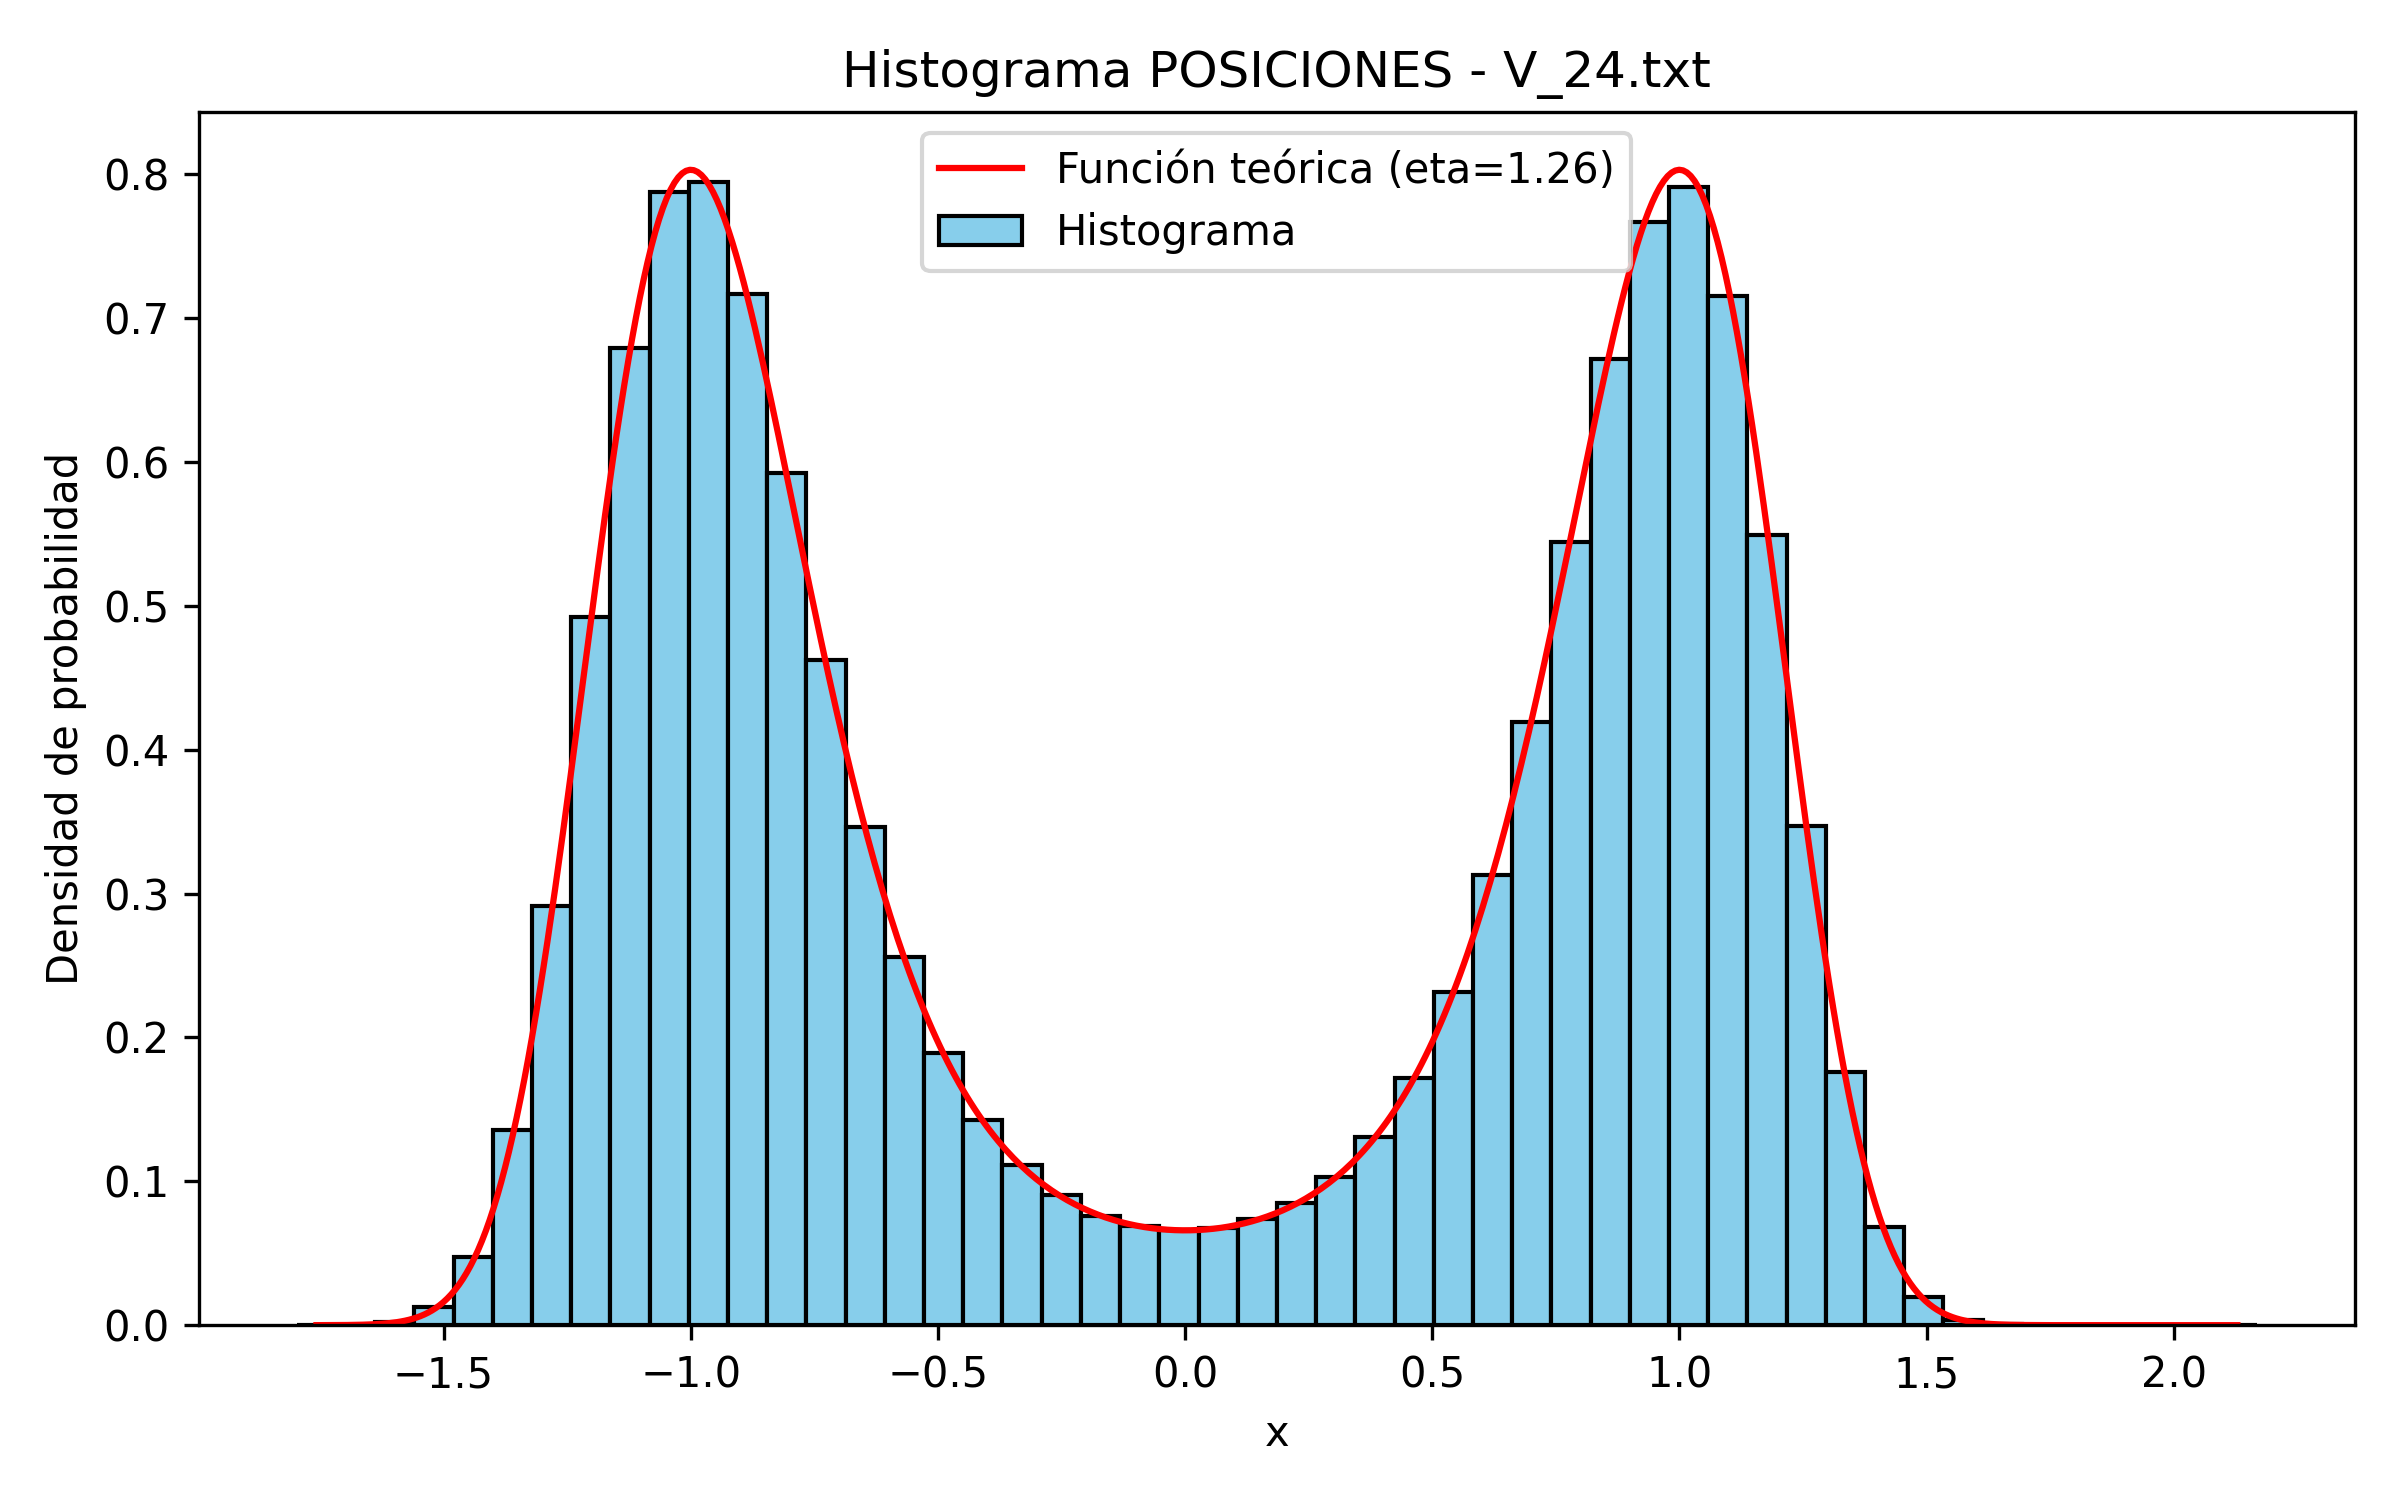 Histograma POSICIONES - V_24.txt
Función teórica (eta=1.26)
Histograma
Densidad de probabilidad
0.8
0.7
0.6
0.5
0.4
0.3
0.2
0.1
0.0
−1.5 −1.0 −0.5 0.0 0.5 1.0 1.5 2.0
x